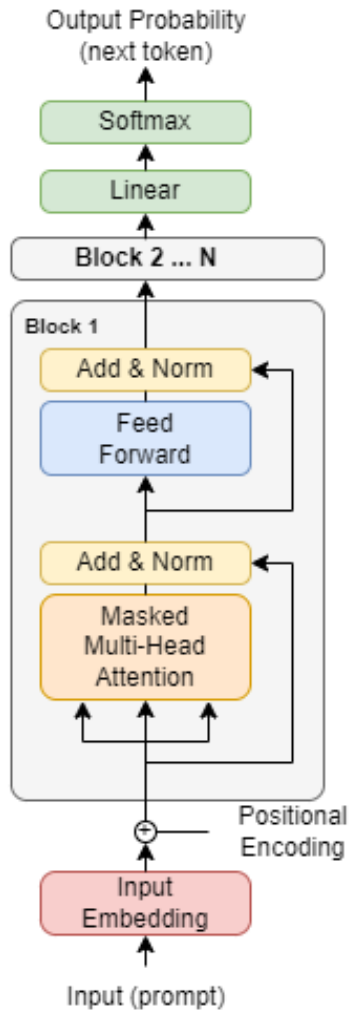 Output Probability
(next token)
Softmax
Linear
Block 2 ... N
Block 1
Add & Norm
Feed
Forward
Add & Norm
Masked
Multi-Head
Attention
+
Positional
Encoding
Input
Embedding
Input (prompt)